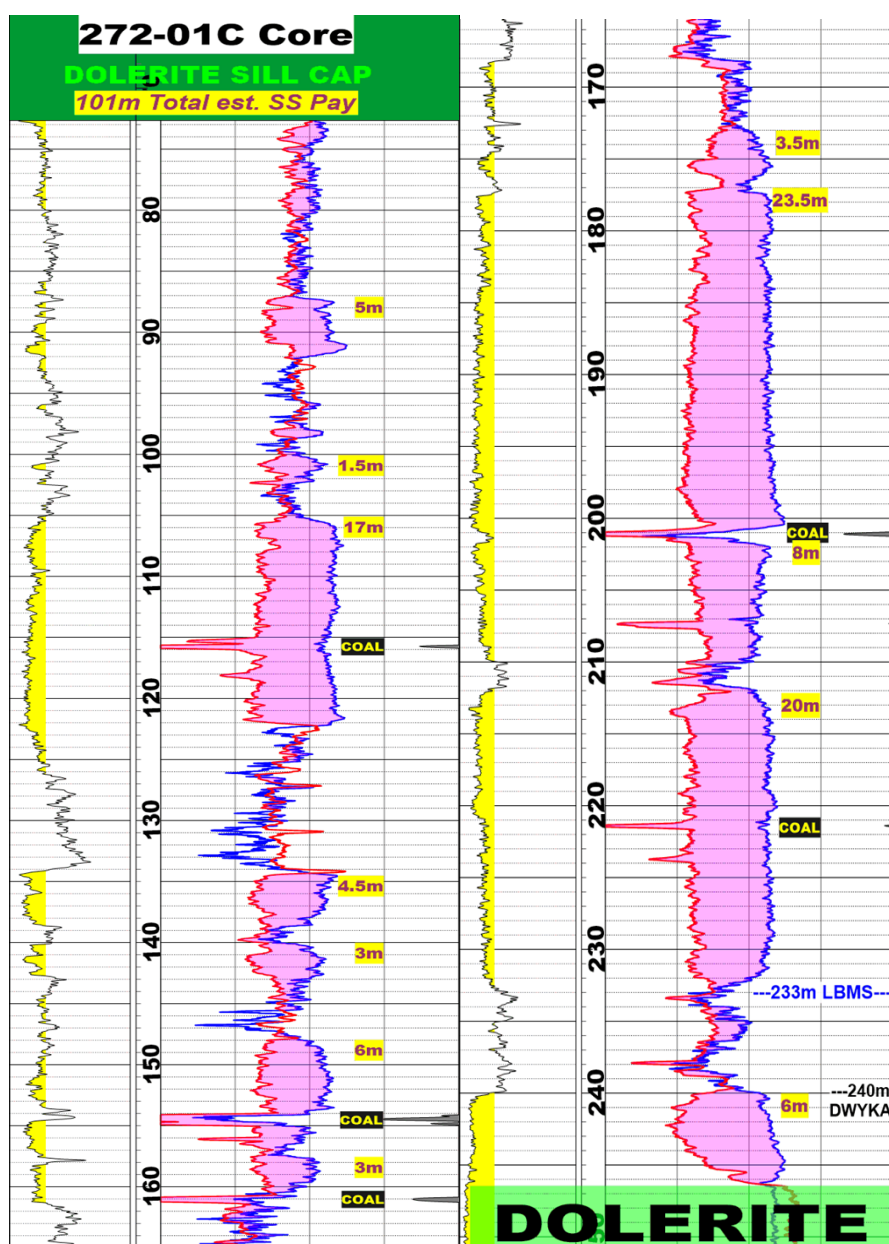 272-01C Core
DOLERITE SILL CAP
101m Total est. SS Pay
80
5m
90
100
1.5m
17m
110
COAL
120
130
4.5m
140
3m
6m
150
COAL
3m
160
COAL
170
3.5m
23.5m
180
190
200
COAL
8m
210
20m
220
COAL
230
---233m LBMS---
240
---240m
6m
DWYKA
DOLERITE